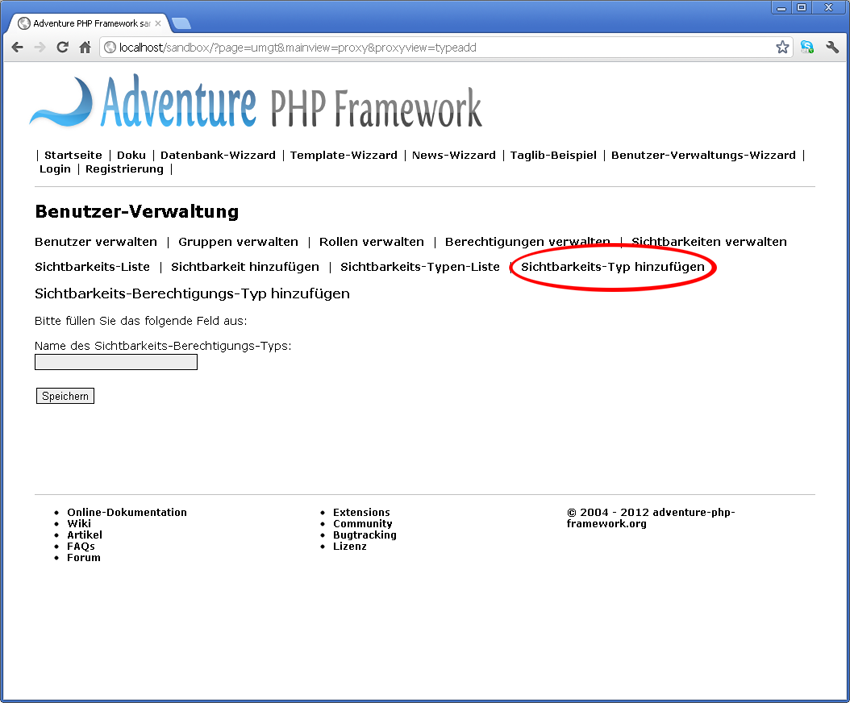 Adventure PHP Framework sar
localhost/sandbox/?page=umgt&mainview=proxy&proxyview=typeadd
Adventure PHP Framework
| Startseite | Doku | Datenbank-Wizzard | Template-Wizzard | News-Wizzard | Taglib-Beispiel | Benutzer-Verwaltungs-Wizzard |
Login | Registrierung |
Benutzer-Verwaltung
Benutzer verwalten | Gruppen verwalten | Rollen verwalten | Berechtigungen verwalten | Sichtbarkeiten verwalten
Sichtbarkeits-Liste | Sichtbarkeit hinzufügen | Sichtbarkeits-Typen-Liste | Sichtbarkeits-Typ hinzufügen
Sichtbarkeits-Berechtigungs-Typ hinzufügen
Bitte füllen Sie das folgende Feld aus:
Name des Sichtbarkeits-Berechtigungs-Typs:
Speichern
Online-Dokumentation
Wiki
Artikel
FAQs
Forum
Extensions
Community
Bugtracking
Lizenz
© 2004 - 2012 adventure-php-
framework.org